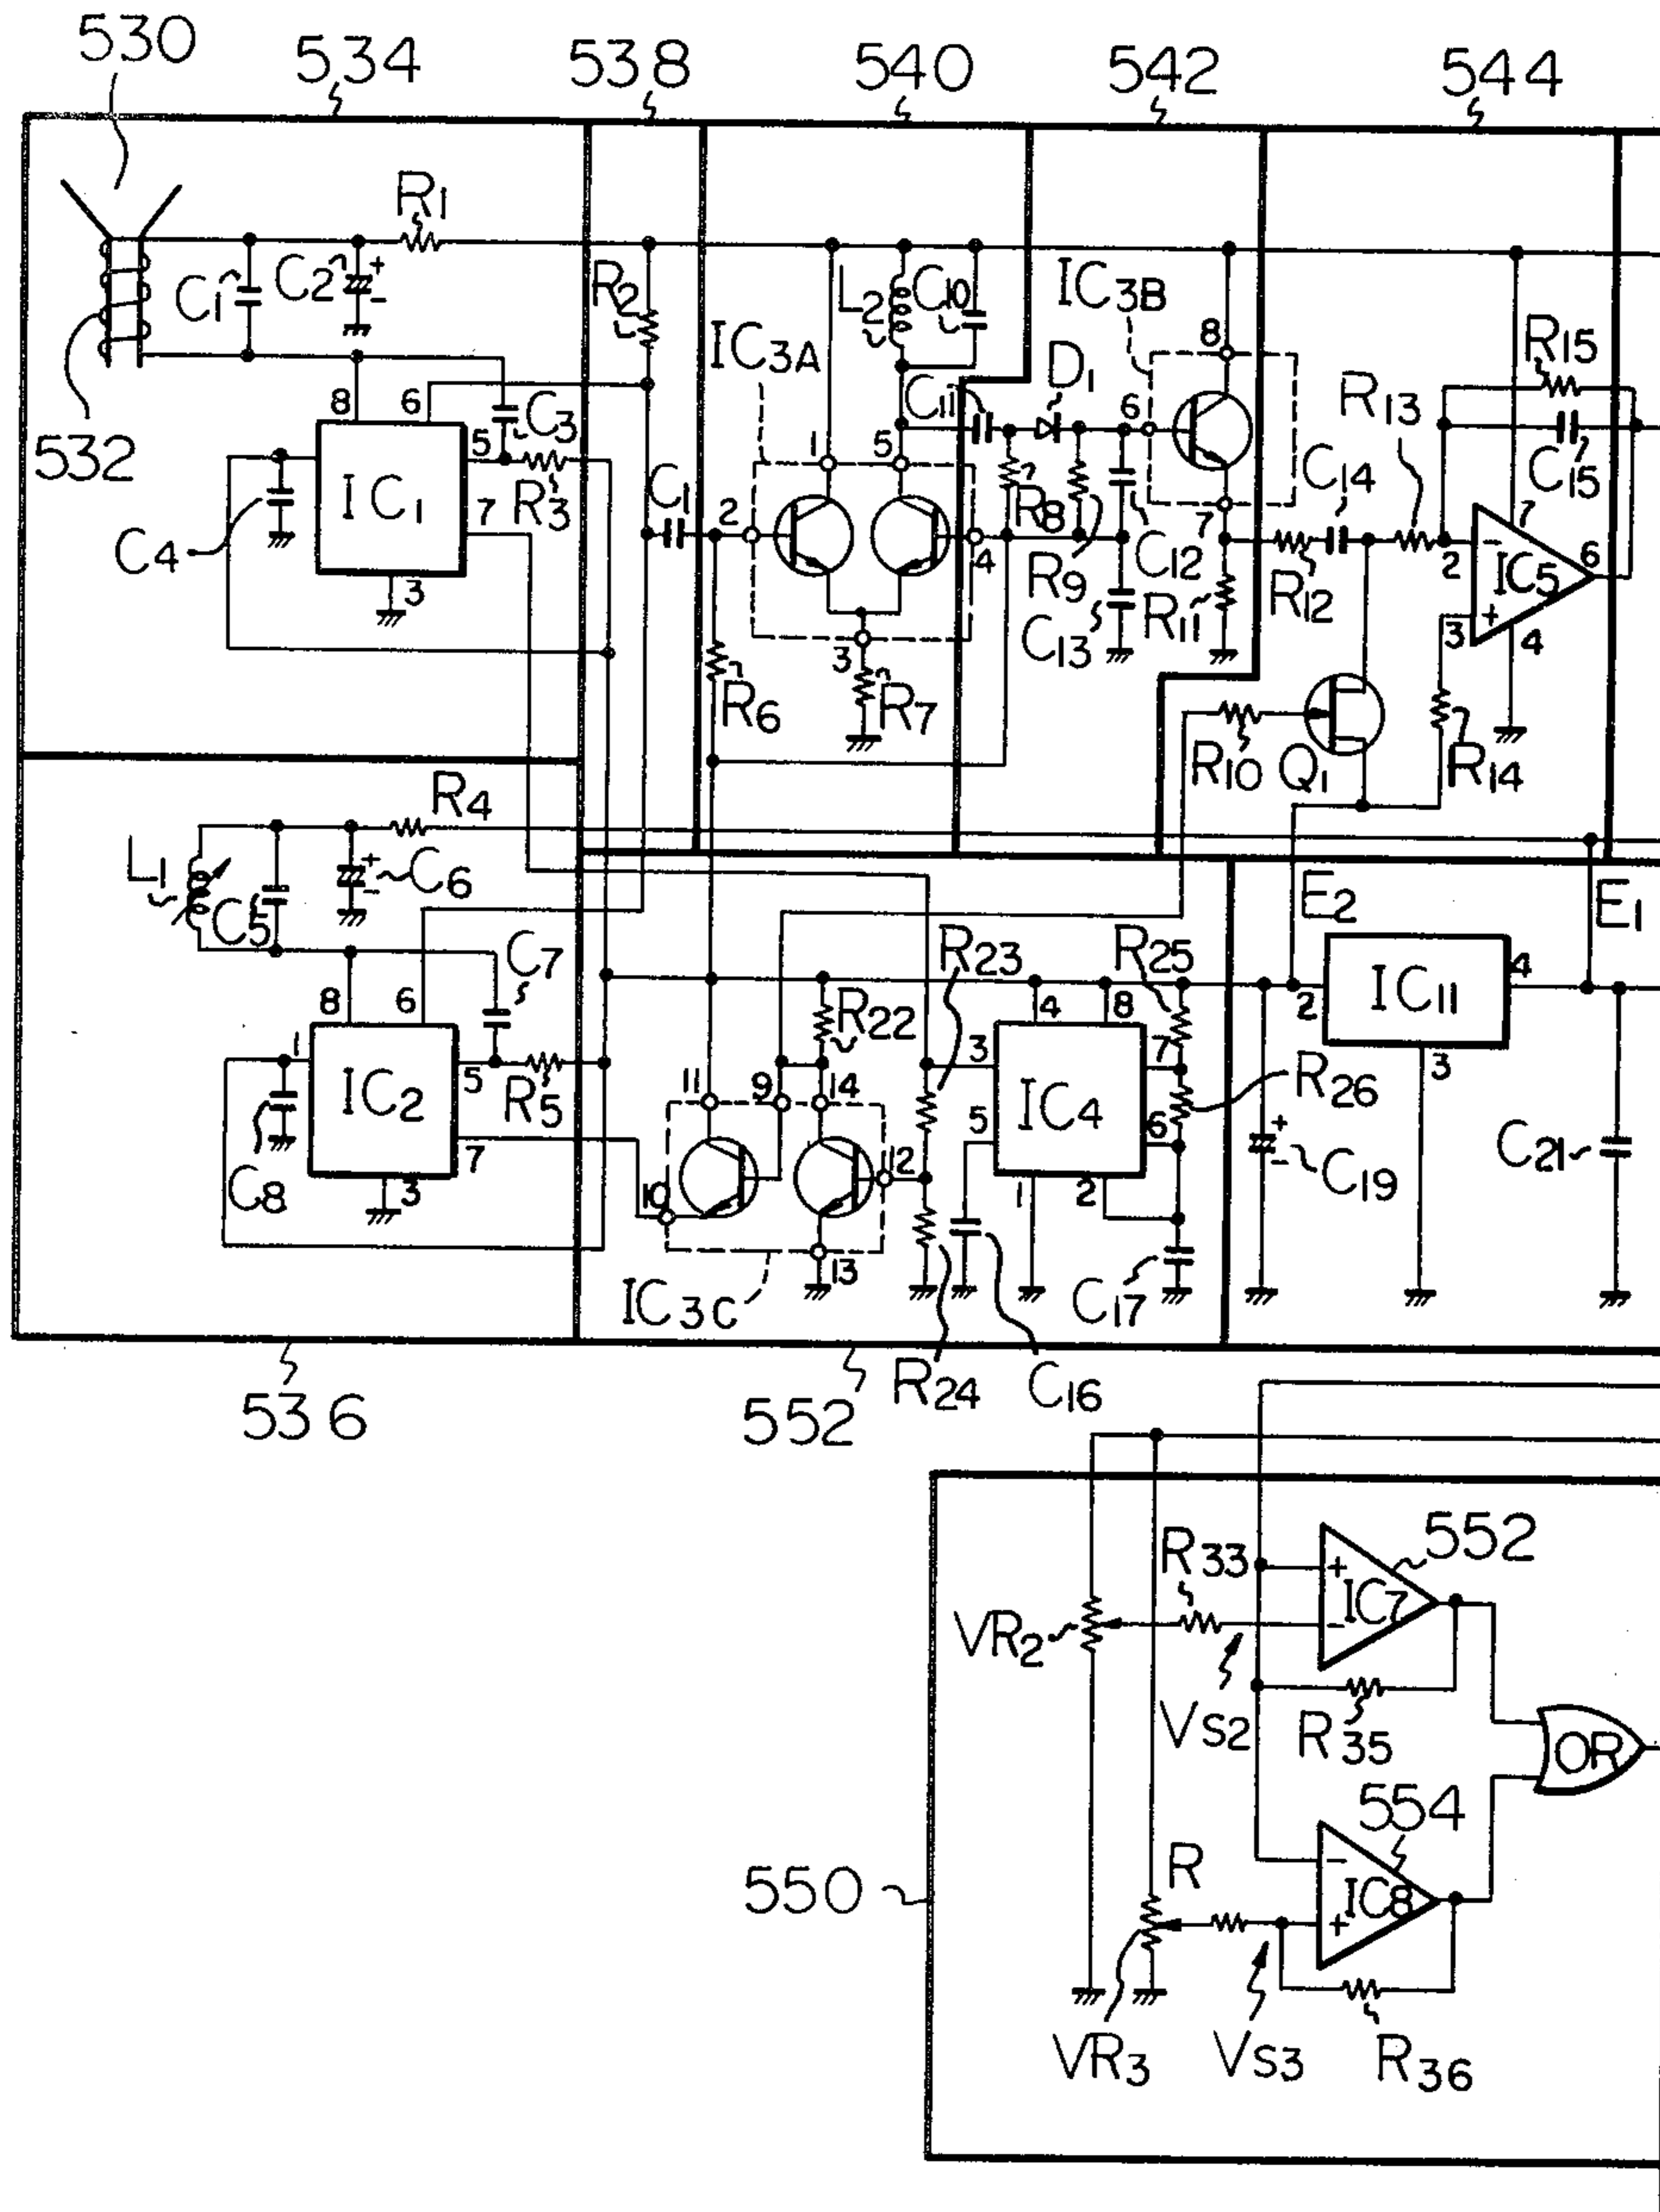 530 534 538 540 542 544
R1
C1 C2 + -
R2 L2 C10 IC3B 8
IC3A D1 R15
532 8 6 C3 C11 6 R13
5 1 5 C15
IC1 R3 C1 2 R8 C14 7
C4 7 4 R9 C12 7 2 - IC5 6
3 C13 R11 R12 3 + 4
3
R6 R7 R10 Q1 R14
R4
L1 C5 + - C6 E2 E1
C7 R23 R25
8 6 R22 4 8 2 IC11 4
1 5 11 9 14 3 7 3 R26
IC2 R5 IC4
7 5 6 + - C19 C21
C8 3 10 12 1 2
13
IC3C C17
536 552 R24 C16
R33 552
+ IC7 -
VR2
VS2 R35
OR
554
R - IC8 +
550
VR3 VS3 R36